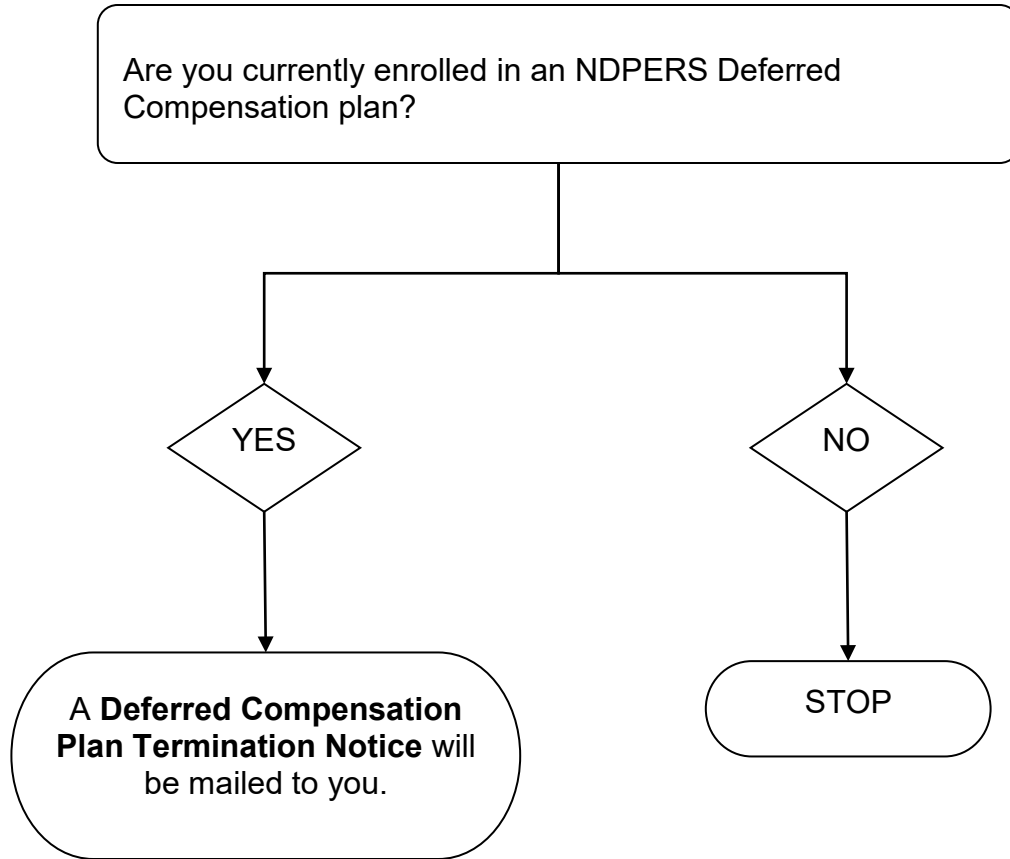 Are you currently enrolled in an NDPERS Deferred
Compensation plan?
YES
NO
A Deferred Compensation
Plan Termination Notice will
be mailed to you.
STOP